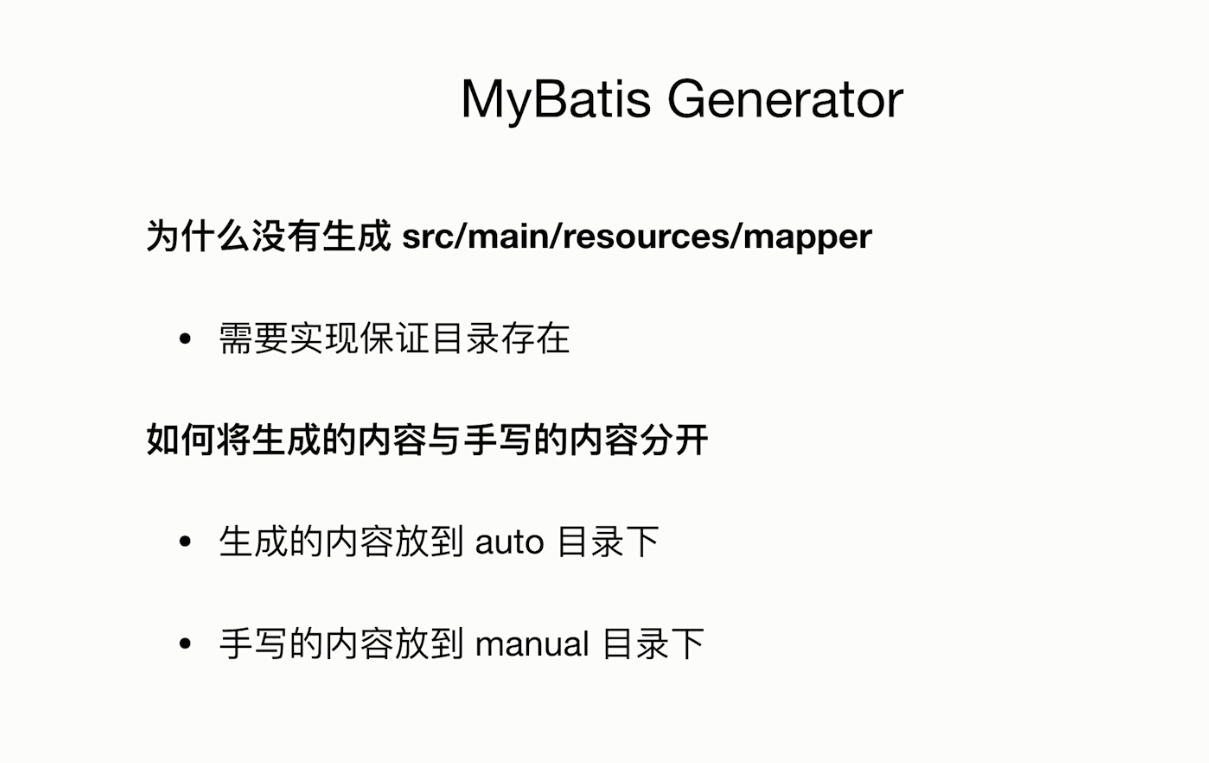 MyBatis Generator
为什么没有生成 src/main/resources/mapper
• 需要实现保证目录存在
如何将生成的内容与手写的内容分开
• 生成的内容放到 auto 目录下
• 手写的内容放到 manual 目录下